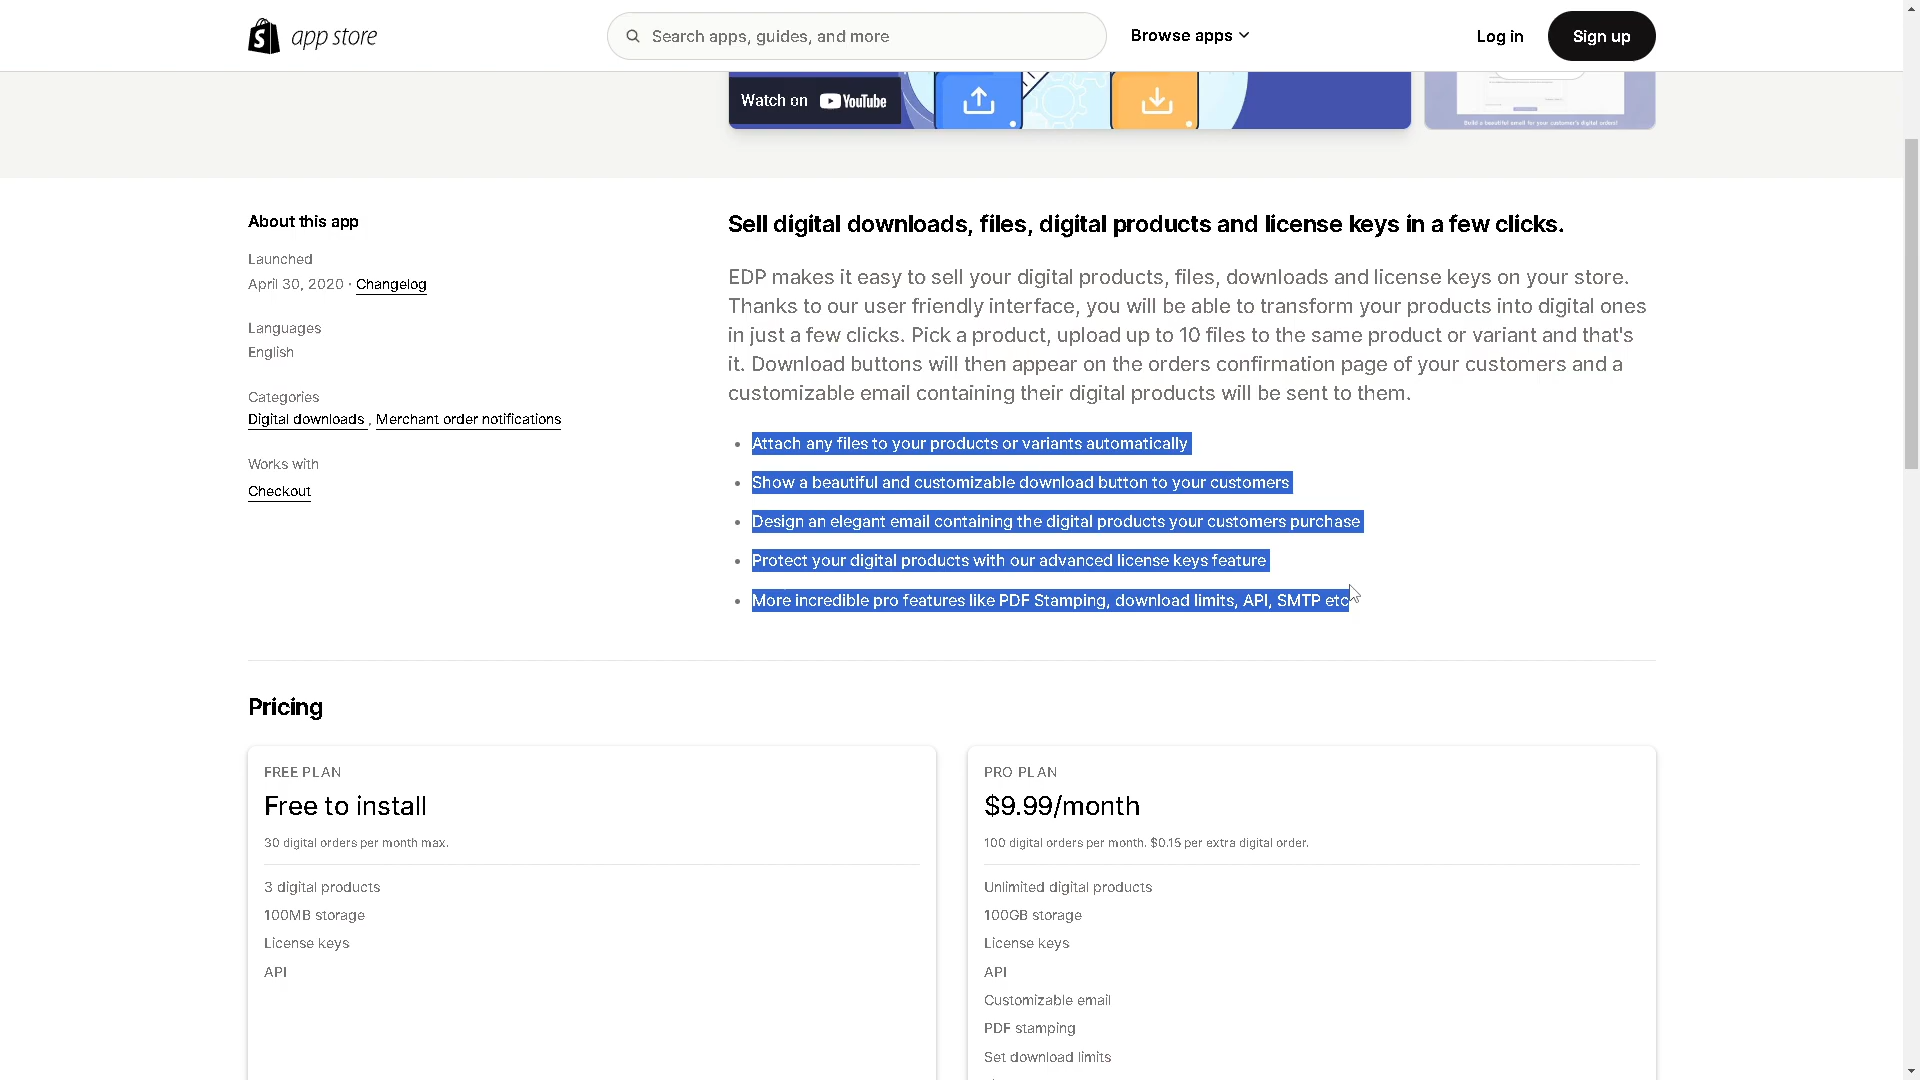 app store
Search apps, guides, and more
Browse apps
Log in
Sign up
Watch on YouTube
Build a beautiful email for your customer's digital orders!
About this app
Launched
April 30, 2020 · Changelog
Languages
English
Categories
Digital downloads , Merchant order notifications
Works with
Checkout
Sell digital downloads, files, digital products and license keys in a few clicks.
EDP makes it easy to sell your digital products, files, downloads and license keys on your store.
Thanks to our user friendly interface, you will be able to transform your products into digital ones
in just a few clicks. Pick a product, upload up to 10 files to the same product or variant and that's
it. Download buttons will then appear on the orders confirmation page of your customers and a
customizable email containing their digital products will be sent to them.
• Attach any files to your products or variants automatically
• Show a beautiful and customizable download button to your customers
• Design an elegant email containing the digital products your customers purchase
• Protect your digital products with our advanced license keys feature
• More incredible pro features like PDF Stamping, download limits, API, SMTP etc
Pricing
FREE PLAN
Free to install
30 digital orders per month max.
3 digital products
100MB storage
License keys
API
PRO PLAN
$9.99/month
100 digital orders per month. $0.15 per extra digital order.
Unlimited digital products
100GB storage
License keys
API
Customizable email
PDF stamping
Set download limits